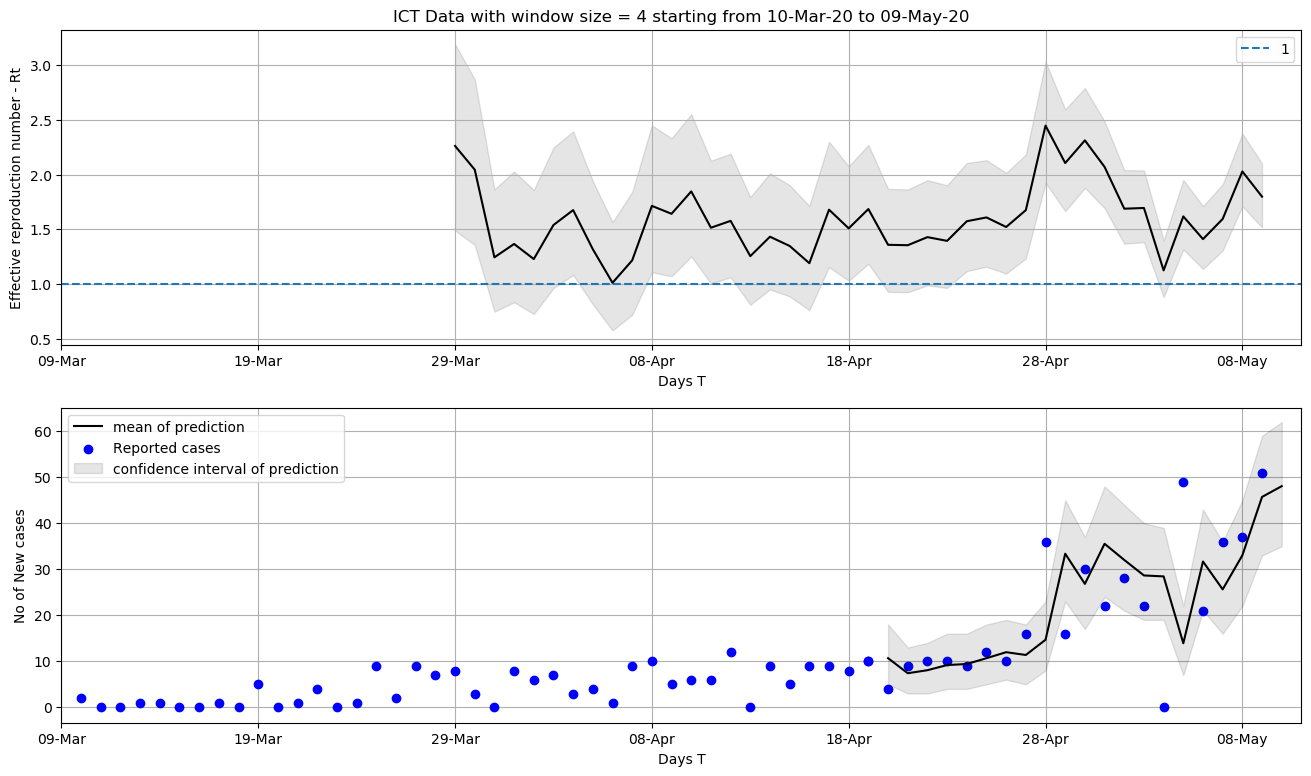 ICT Data with window size = 4 starting from 10-Mar-20 to 09-May-20
1
Effective reproduction number - Rt
3.0
2.5
2.0
1.5
1.0
0.5
09-Mar 19-Mar 29-Mar 08-Apr 18-Apr 28-Apr 08-May
Days T
mean of prediction
Reported cases
confidence interval of prediction
No of New cases
60
50
40
30
20
10
0
09-Mar 19-Mar 29-Mar 08-Apr 18-Apr 28-Apr 08-May
Days T